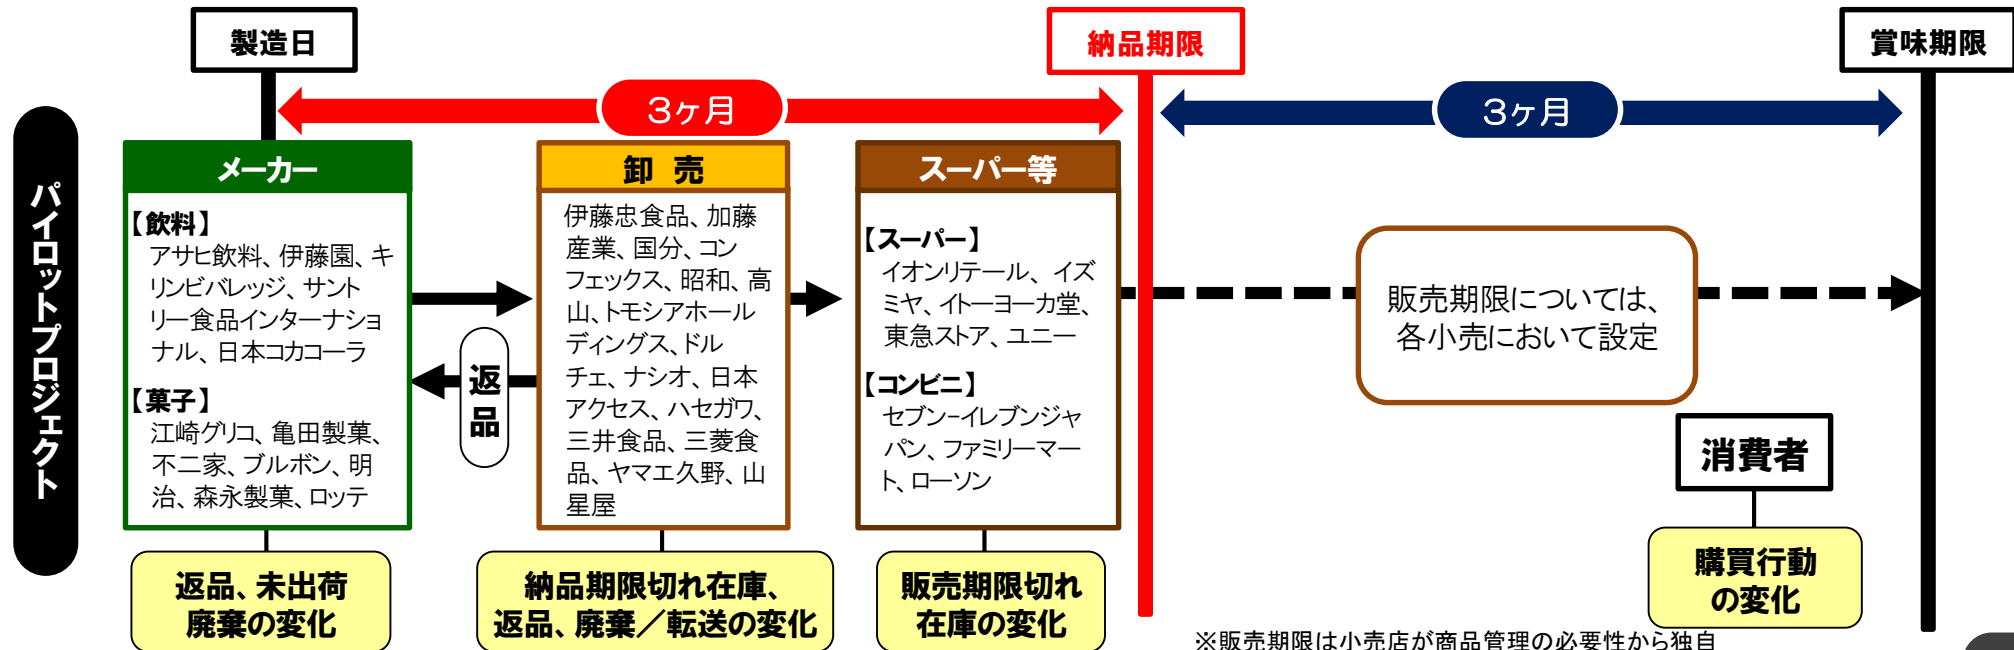 製造日
納品期限
賞味期限
3ヶ月
3ヶ月
パイロットプロジェクト
メーカー
【飲料】
アサヒ飲料、伊藤園、キ
リンビバレッジ、サント
リー食品インターナショ
ナル、日本コカコーラ
【菓子】
江崎グリコ、亀田製菓、
不二家、ブルボン、明
治、森永製菓、ロッテ
返品
卸 売
伊藤忠食品、加藤
産業、国分、コン
フェックス、昭和、高
山、トモシアホール
ディングス、ドル
チェ、ナシオ、日本
アクセス、ハセガワ、
三井食品、三菱食
品、ヤマエ久野、山
星屋
スーパー等
【スーパー】
イオンリテール、イズ
ミヤ、イトーヨーカ堂、
東急ストア、ユニー
【コンビニ】
セブン-イレブンジャ
パン、ファミリーマー
ト、ローソン
販売期限については、
各小売において設定
消費者
返品、未出荷
廃棄の変化
納品期限切れ在庫、
返品、廃棄／転送の変化
販売期限切れ
在庫の変化
購買行動
の変化
※販売期限は小売店が商品管理の必要性から独自